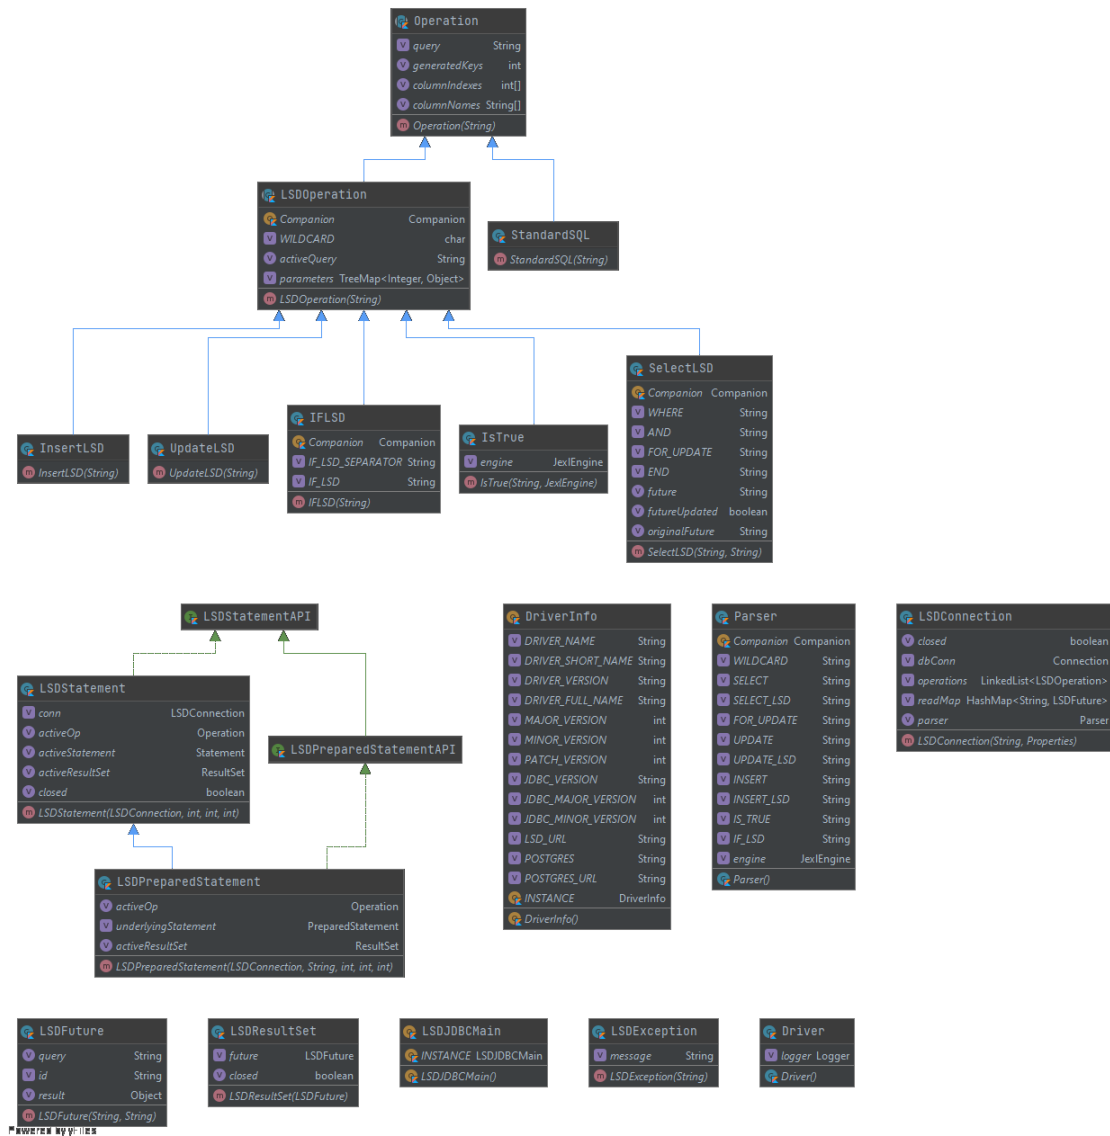 Operation
query String
generatedKeys int
columnIndexes int[]
columnNames String[]
Operation(String)
LSDOperation
Companion Companion
WILDCARD char
activeQuery String
parameters TreeMap<Integer, Object>
LSDOperation(String)
StandardSQL
StandardSQL(String)
InsertLSD
InsertLSD(String)
UpdateLSD
UpdateLSD(String)
IFLSD
Companion Companion
IF_LSD_SEPARATOR String
IF_LSD String
IFLSD(String)
IsTrue
engine JexlEngine
IsTrue(String, JexlEngine)
SelectLSD
Companion Companion
WHERE String
AND String
FOR_UPDATE String
END String
future String
futureUpdated boolean
originalFuture String
SelectLSD(String, String)
LSDStatementAPI
LSDStatement
conn LSDConnection
activeOp Operation
activeStatement Statement
activeResultSet ResultSet
closed boolean
LSDStatement(LSDConnection, int, int, int)
LSDPreparedStatementAPI
LSDPreparedStatement
activeOp Operation
underlyingStatement PreparedStatement
activeResultSet ResultSet
LSDPreparedStatement(LSDConnection, String, int, int, int)
DriverInfo
DRIVER_NAME String
DRIVER_SHORT_NAME String
DRIVER_VERSION String
DRIVER_FULL_NAME String
MAJOR_VERSION int
MINOR_VERSION int
PATCH_VERSION int
JDBC_VERSION String
JDBC_MAJOR_VERSION int
JDBC_MINOR_VERSION int
LSD_URL String
POSTGRES String
POSTGRES_URL String
INSTANCE DriverInfo
DriverInfo()
Parser
Companion Companion
WILDCARD String
SELECT String
SELECT_LSD String
FOR_UPDATE String
UPDATE String
UPDATE_LSD String
INSERT String
INSERT_LSD String
IS_TRUE String
IF_LSD String
engine JexlEngine
Parser()
LSDConnection
closed boolean
dbConn Connection
operations LinkedList<LSDOperation>
readMap HashMap<String, LSDFuture>
parser Parser
LSDConnection(String, Properties)
LSDFuture
query String
id String
result Object
LSDFuture(String, String)
LSDResultSet
future LSDFuture
closed boolean
LSDResultSet(LSDFuture)
LSDJDBCMain
INSTANCE LSDJDBCMain
LSDJDBCMain()
LSDException
message String
LSDException(String)
Driver
logger Logger
Driver()
Powered by yFiles